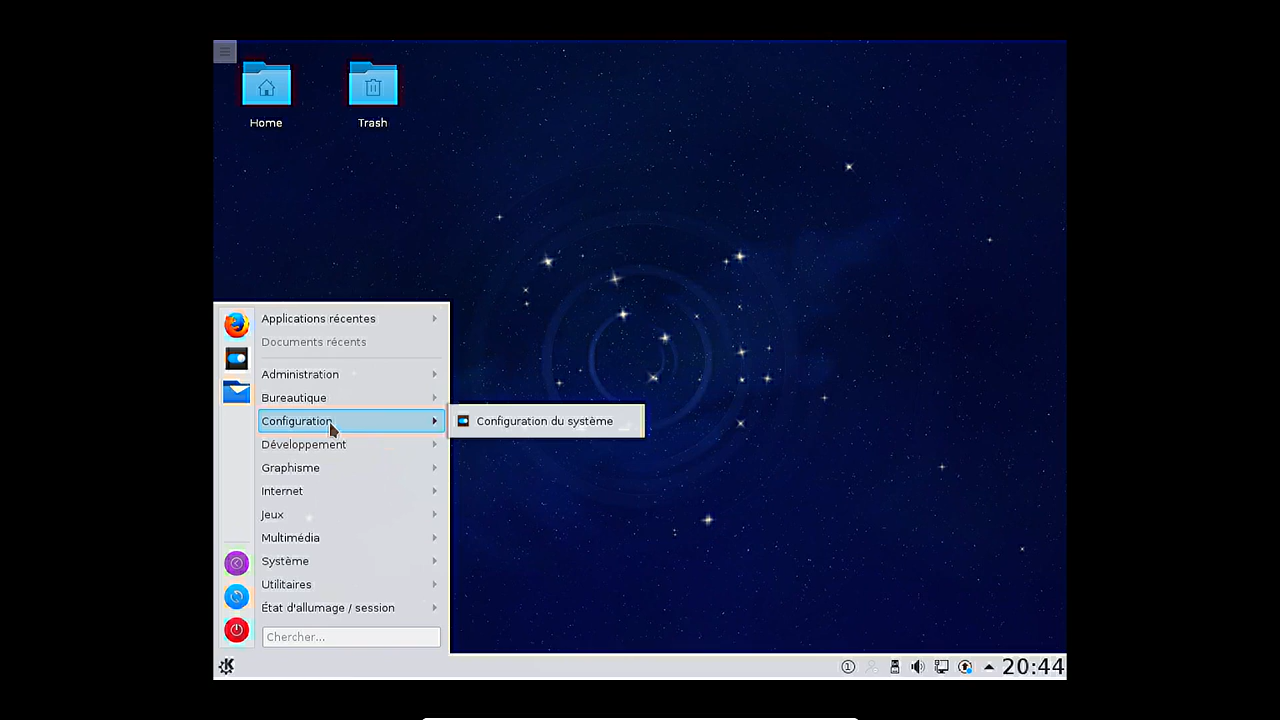 Home
Trash
Applications récentes
Documents récents
Administration
Bureautique
Configuration
Configuration du système
Développement
Graphisme
Internet
Jeux
Multimédia
Système
Utilitaires
État d'allumage / session
Chercher...
20:44